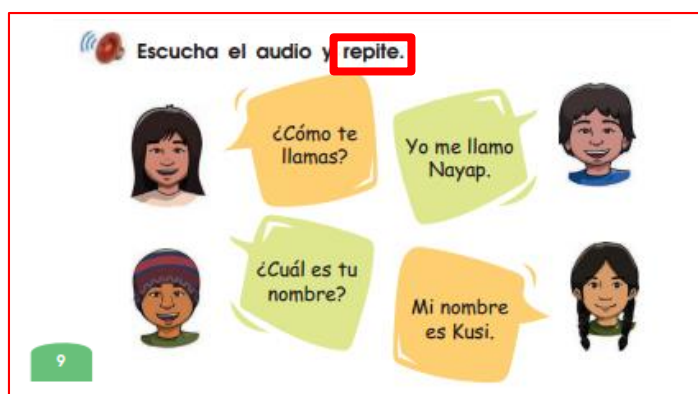 Escucha el audio y repite.
¿Cómo te
llamas?
Yo me llamo
Nayap.
¿Cuál es tu
nombre?
Mi nombre
es Kusi.
9